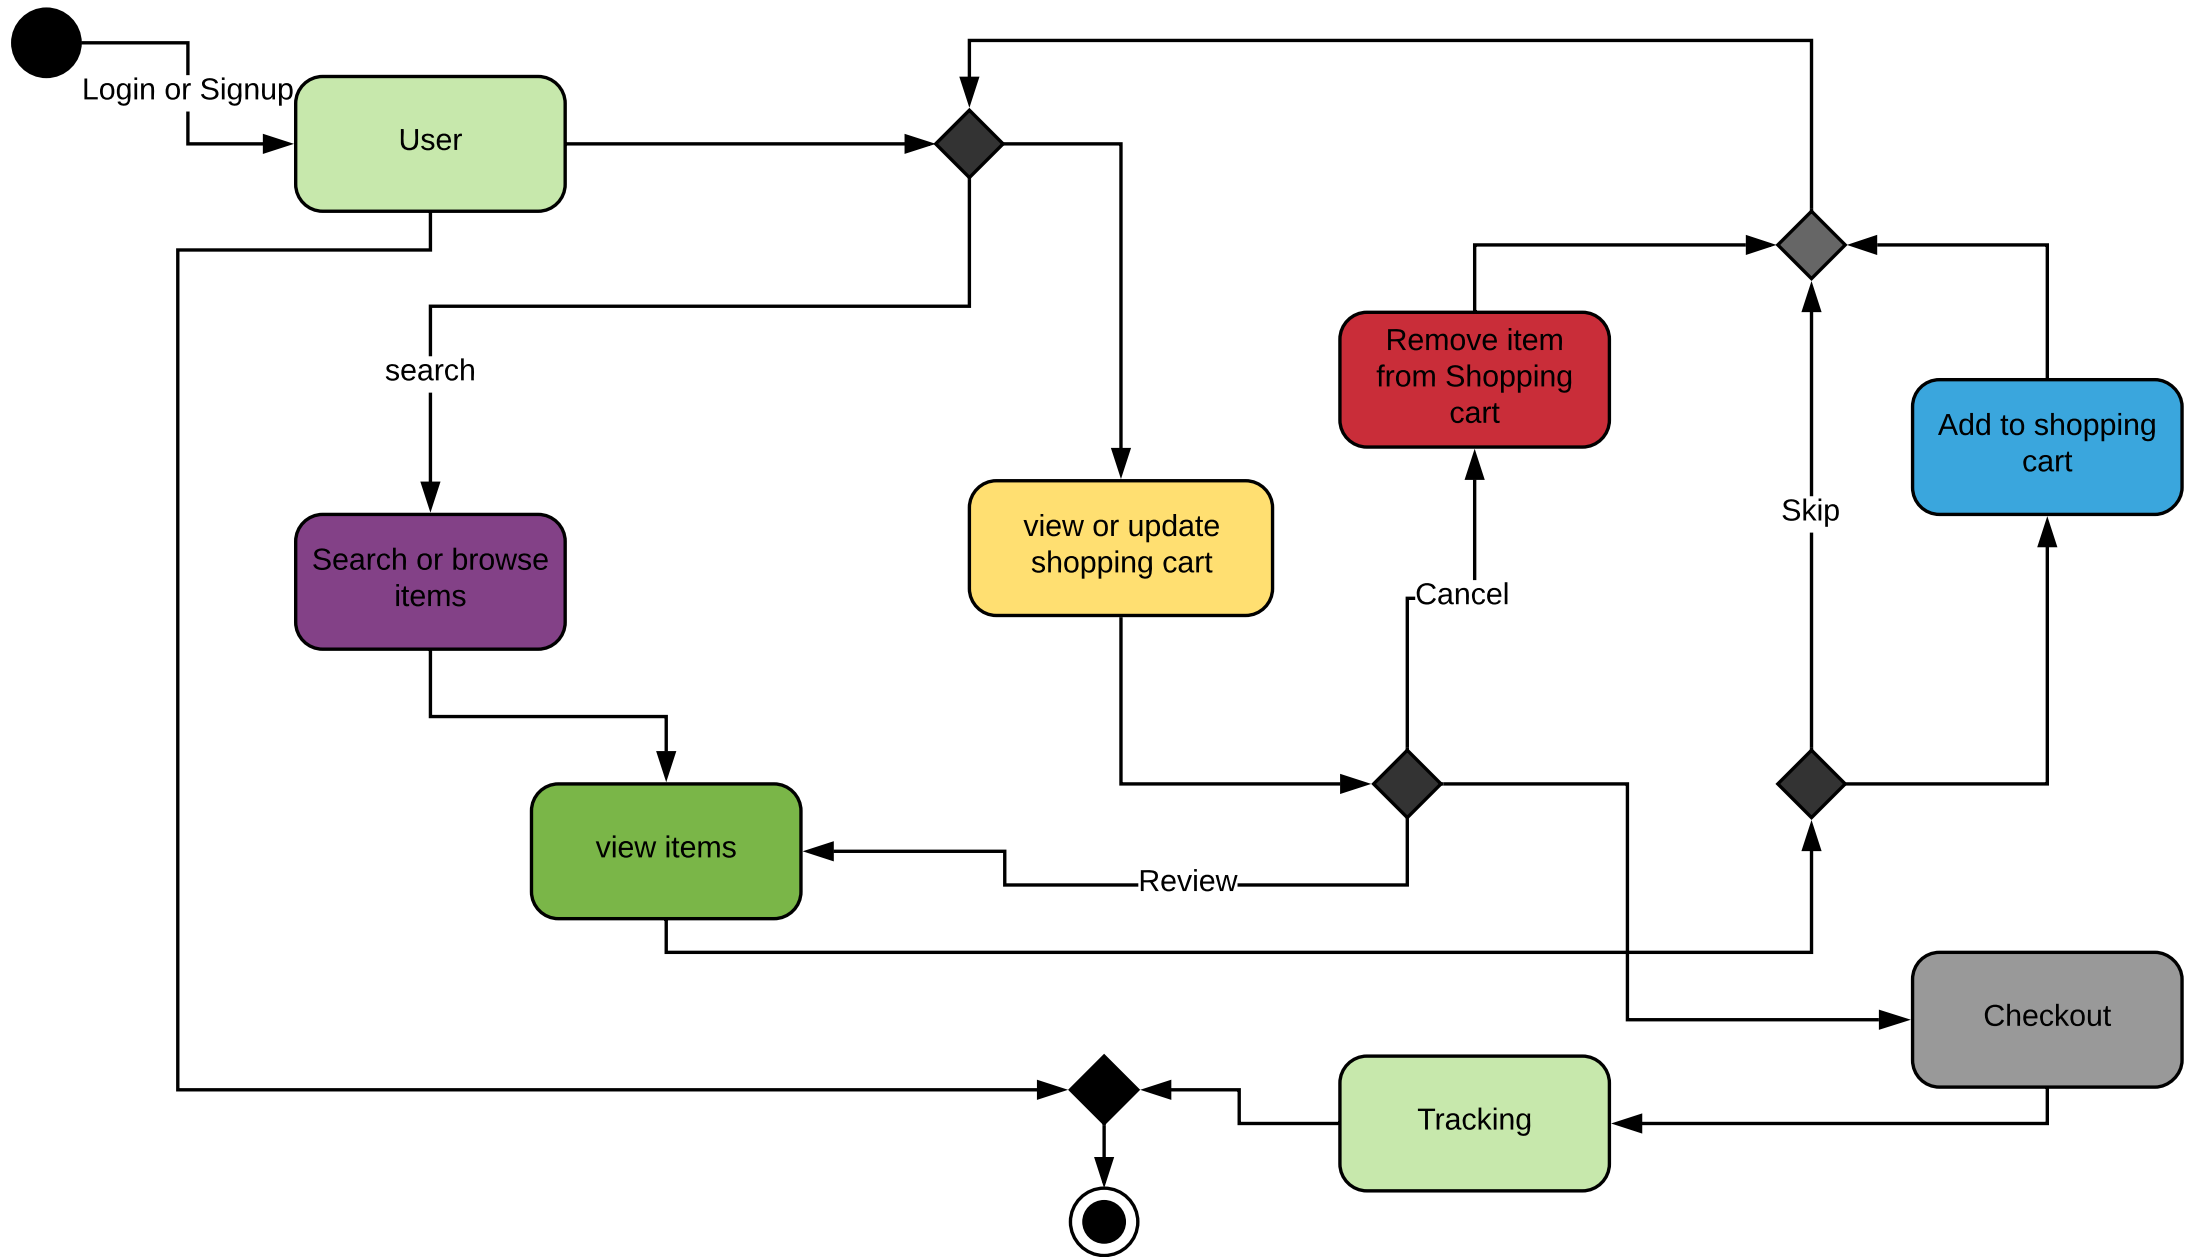 Login or Signup
User
search
Remove item
from Shopping
cart
Add to shopping
cart
Skip
view or update
shopping cart
Search or browse
items
Cancel
view items
Review
Checkout
Tracking